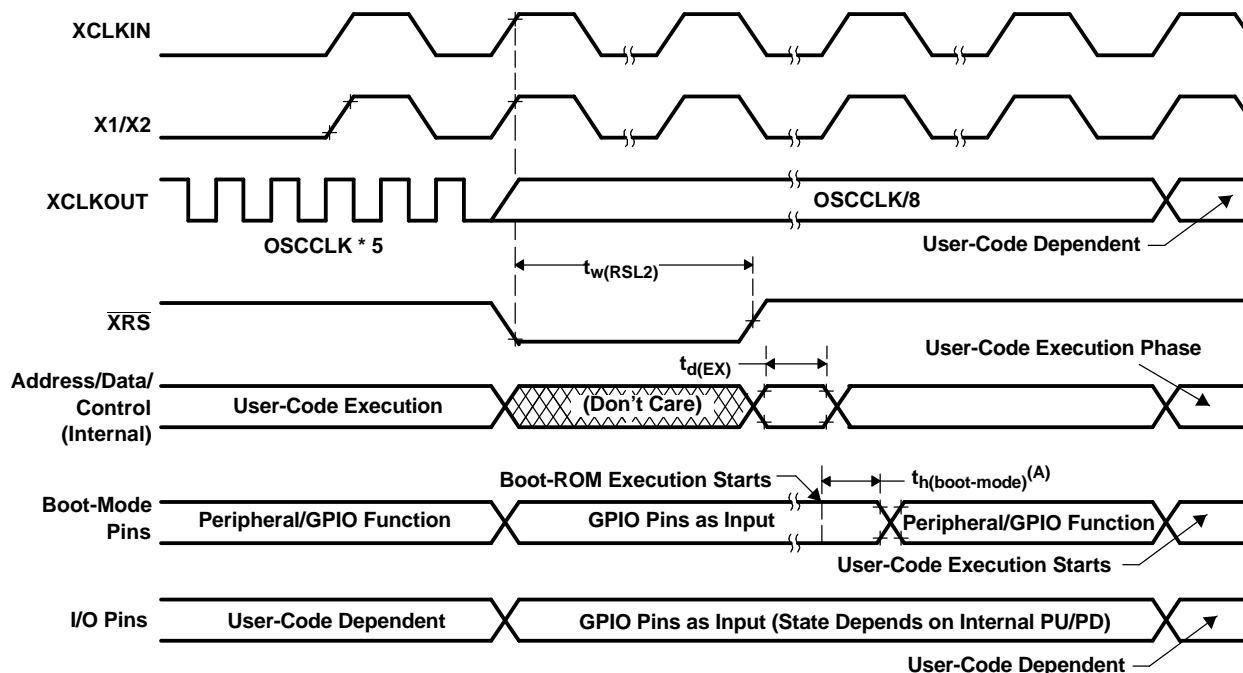 XCLKIN
X1/X2
XCLKOUT
OSCCLK * 5
OSCCLK/8
User-Code Dependent
tw(RSL2)
XRS
User-Code Execution Phase
td(EX)
Address/Data/
Control
(Internal)
User-Code Execution
(Don't Care)
Boot-ROM Execution Starts
th(boot-mode)(A)
Boot-Mode
Pins
Peripheral/GPIO Function
GPIO Pins as Input
Peripheral/GPIO Function
User-Code Execution Starts
I/O Pins
User-Code Dependent
GPIO Pins as Input (State Depends on Internal PU/PD)
User-Code Dependent